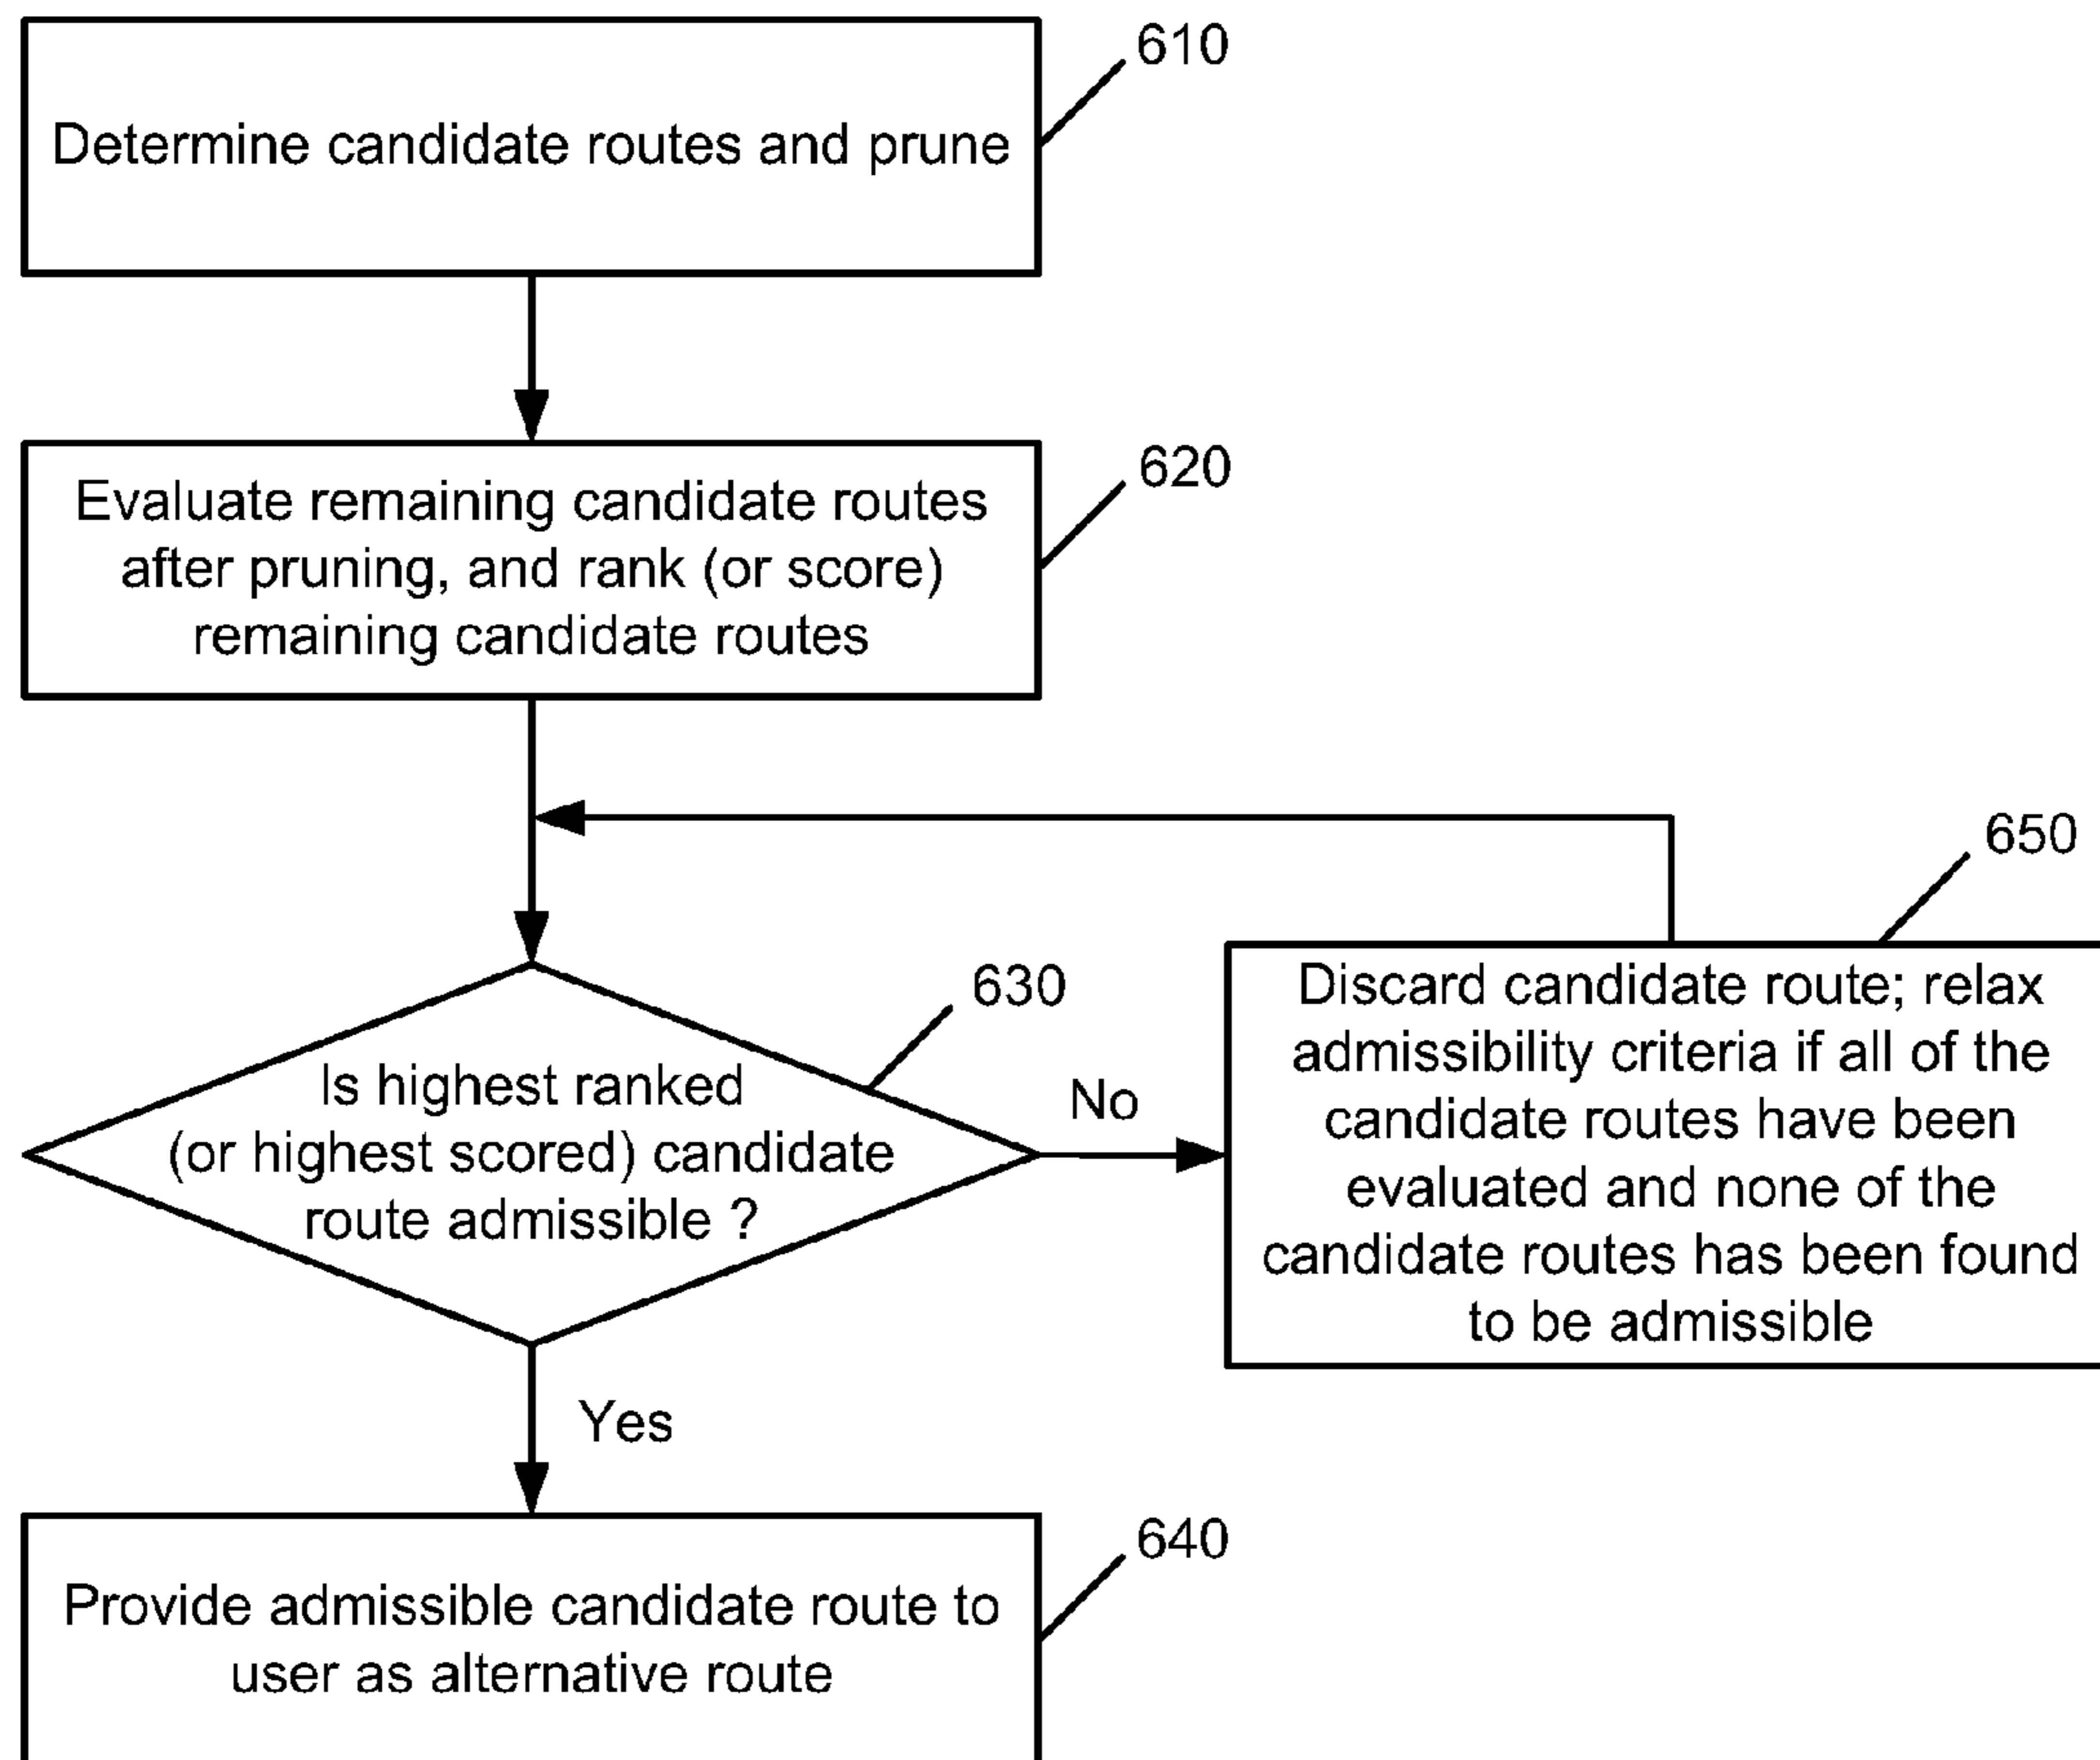 610
Determine candidate routes and prune
620
Evaluate remaining candidate routes
after pruning, and rank (or score)
remaining candidate routes
630
Is highest ranked
(or highest scored) candidate
route admissible ?
No
650
Discard candidate route; relax
admissibility criteria if all of the
candidate routes have been
evaluated and none of the
candidate routes has been found
to be admissible
Yes
640
Provide admissible candidate route to
user as alternative route